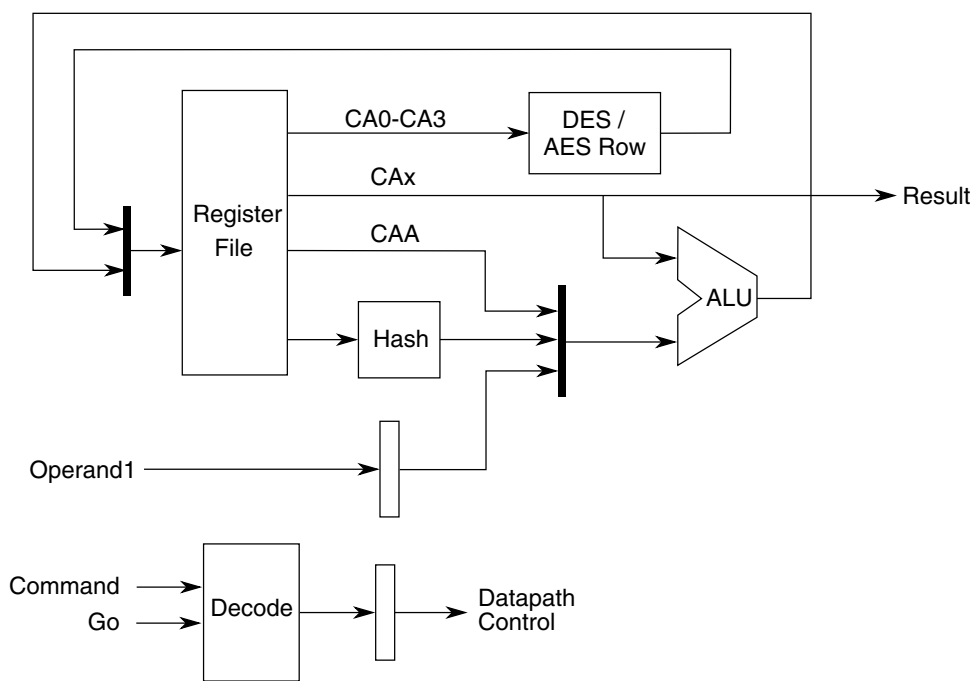 CA0-CA3
DES /
AES Row
CAx
Result
Register
File
CAA
ALU
Hash
Operand1
Command
Go
Decode
Datapath
Control